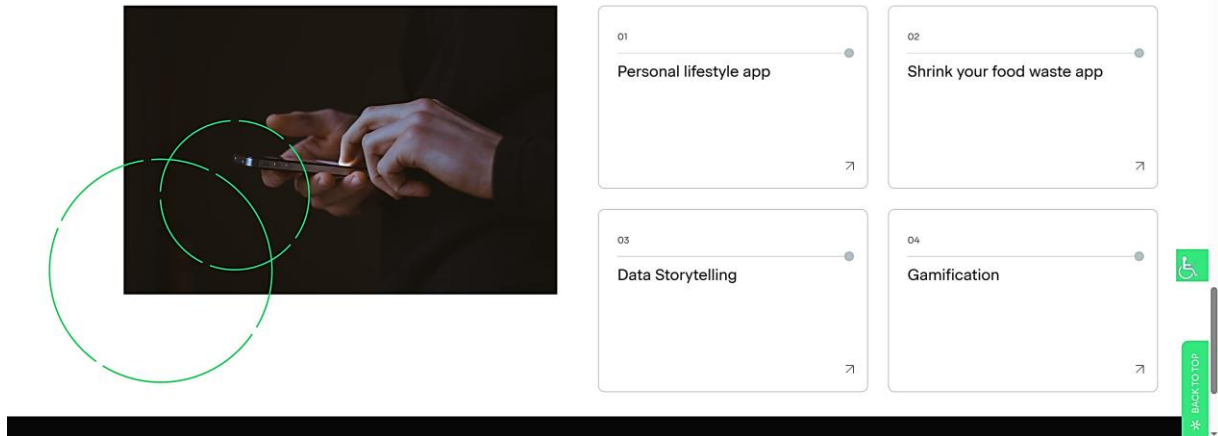 01
Personal lifestyle app
02
Shrink your food waste app
03
Data Storytelling
04
Gamification
BACK TO TOP